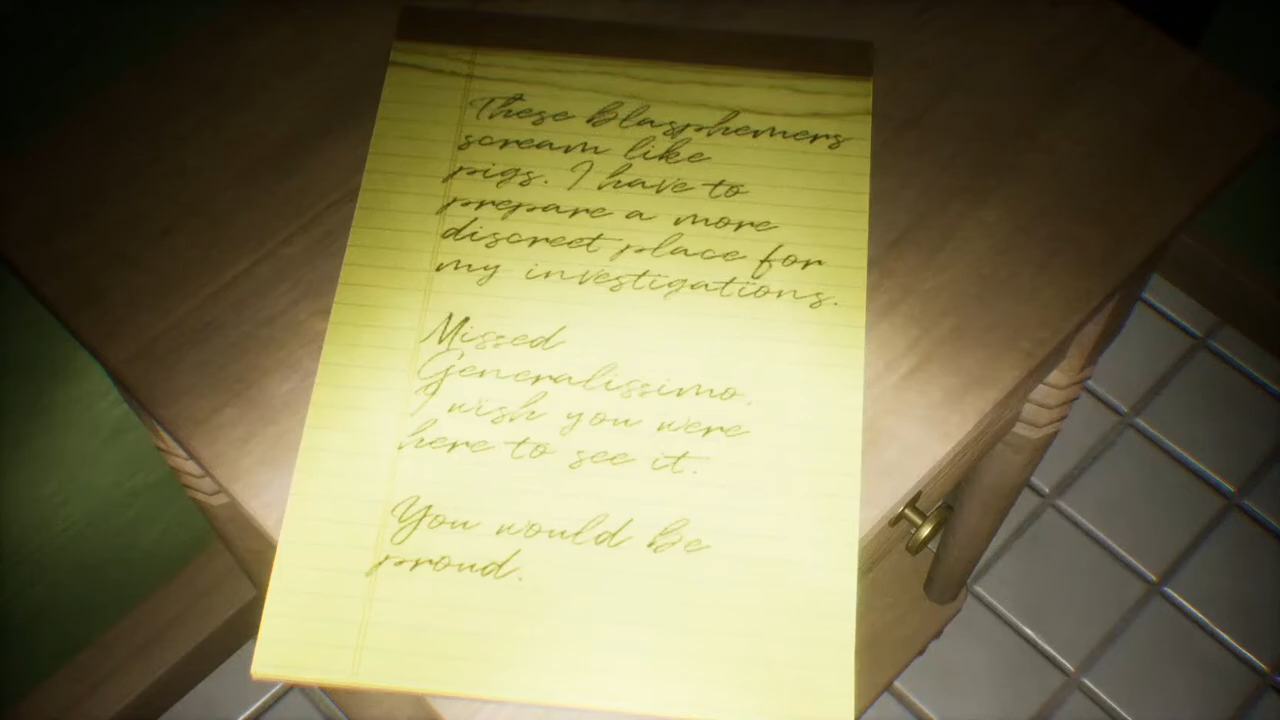 These Blasphemers
scream like
pigs. I have to
prepare a more
discreet place for
my investigations.
Missed
Generalissimo.
I wish you were
here to see it.
You would be
proud.